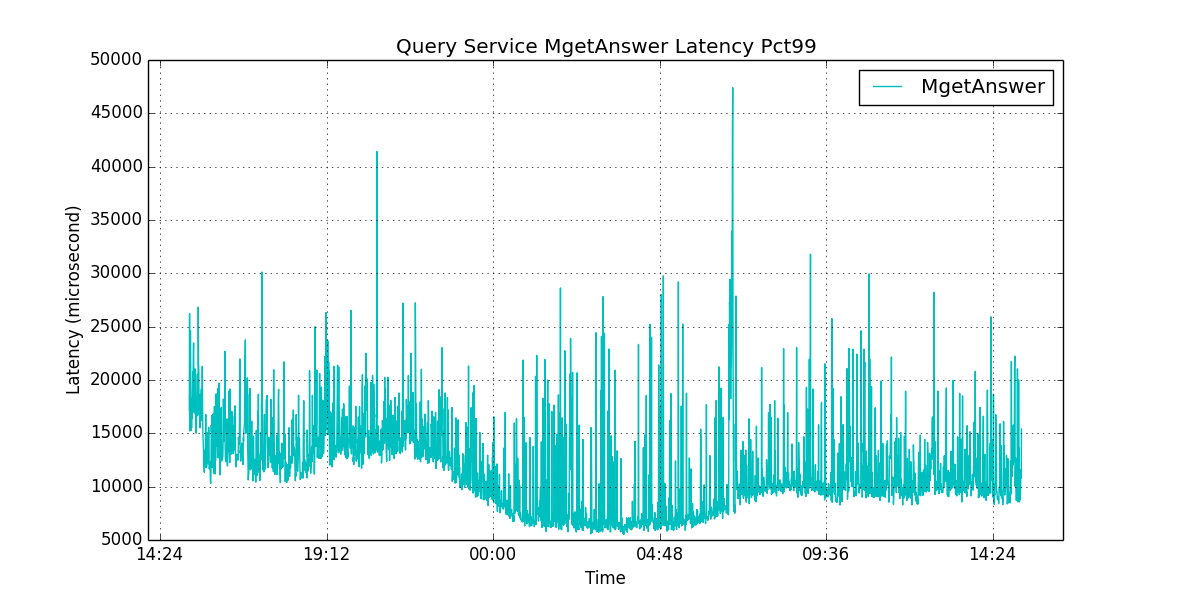 Query Service MgetAnswer Latency Pct99
MgetAnswer
Latency (microsecond)
50000
45000
40000
35000
30000
25000
20000
15000
10000
5000
14:24 19:12 00:00 04:48 09:36 14:24
Time